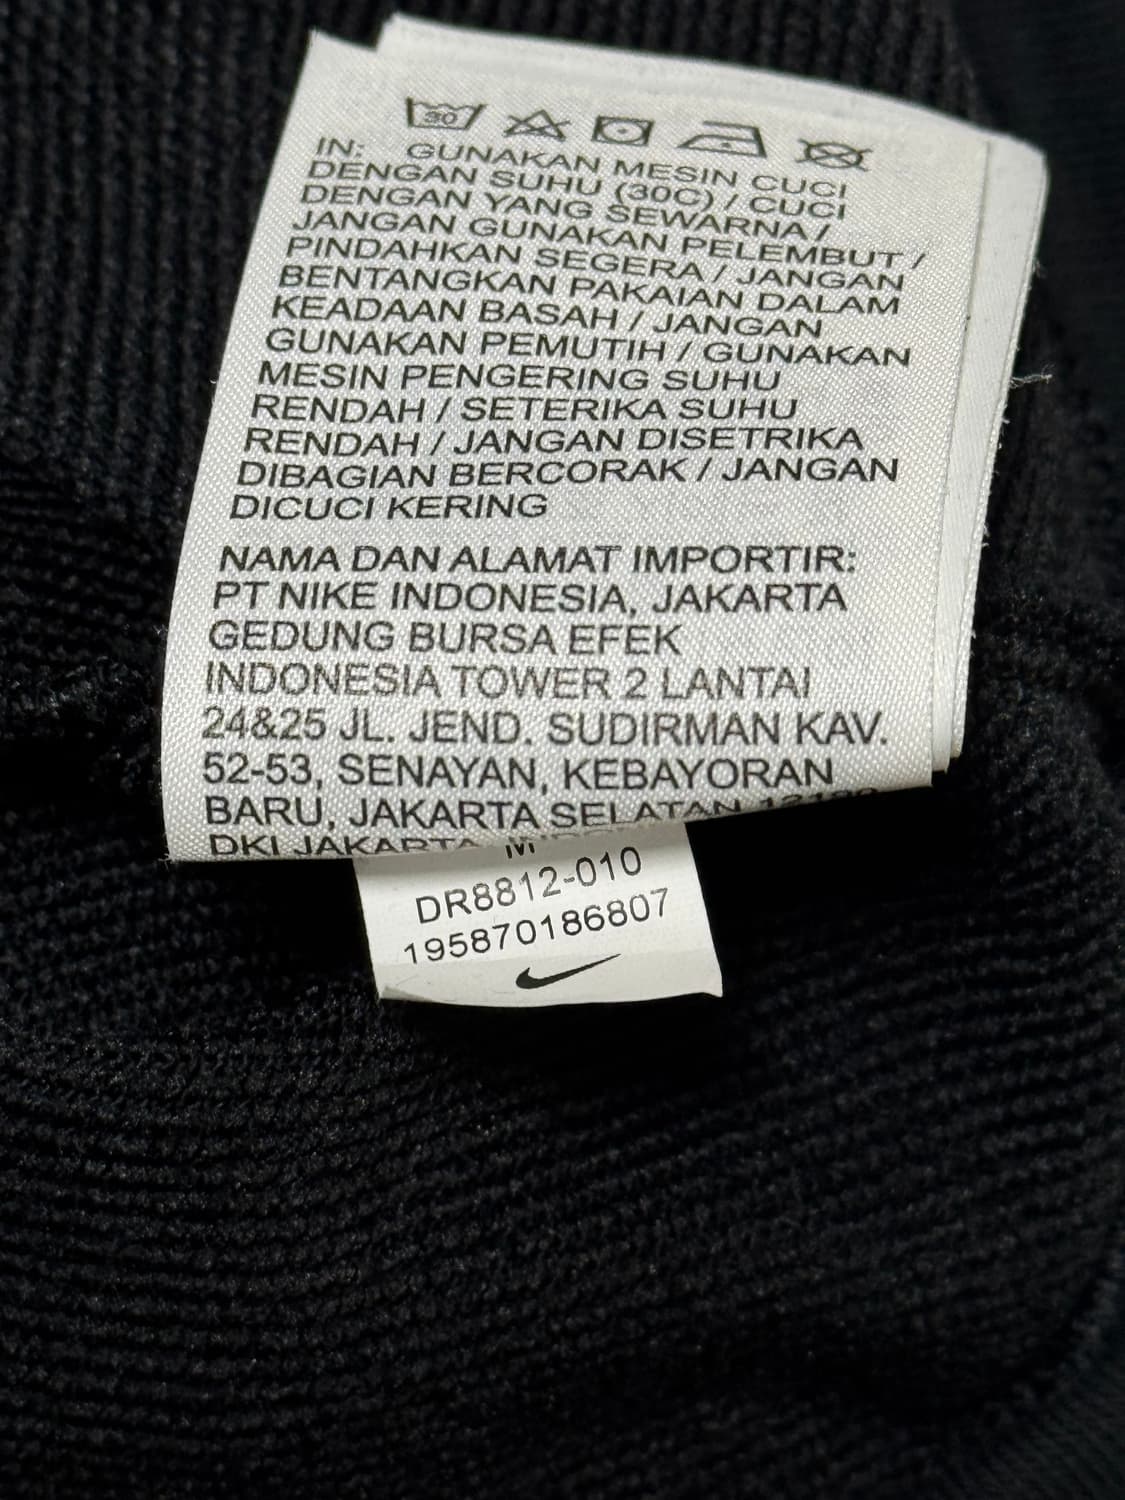 30
IN: GUNAKAN MESIN CUCI
DENGAN SUHU (30C) / CUCI
DENGAN YANG SEWARNA /
JANGAN GUNAKAN PELEMBUT /
PINDAHKAN SEGERA / JANGAN
BENTANGKAN PAKAIAN DALAM
KEADAAN BASAH / JANGAN
GUNAKAN PEMUTIH / GUNAKAN
MESIN PENGERING SUHU
RENDAH / SETERIKA SUHU
RENDAH / JANGAN DISETRIKA
DIBAGIAN BERCORAK / JANGAN
DICUCI KERING
NAMA DAN ALAMAT IMPORTIR:
PT NIKE INDONESIA, JAKARTA
GEDUNG BURSA EFEK
INDONESIA TOWER 2 LANTAI
24&25 JL. JEND. SUDIRMAN KAV.
52-53, SENAYAN, KEBAYORAN
BARU, JAKARTA SELATAN
DKI JAKARTA
M
DR8812-010
195870186807